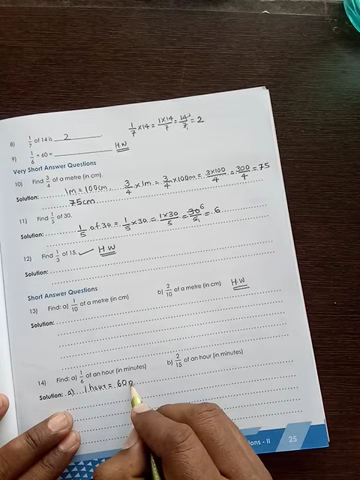 8) 1/7 of 14 is 2 1/7 × 14 = 1×14/7 = 14/7 = 2
9) 1/6 × 60 = HW
Very Short Answer Questions
10) Find 3/4 of a metre (in cm).
Solution: 1m = 100cm 3/4 × 1m = 3/4 × 100m = 3×100/4 = 300/4 = 75
75cm
11) Find 1/5 of 30.
Solution: 1/5 of 30 = 1/5 × 30 = 1×30/5 = 30/5 = 6
12) Find 1/3 of 15. HW
Solution:
Short Answer Questions
13) Find: a) 1/10 of a metre (in cm) b) 2/10 of a metre (in cm) HW
Solution:
14) Find: a) 1/6 of an hour (in minutes) b) 2/15 of an hour (in minutes)
Solution: a) 1 hour = 60
ons - II 25